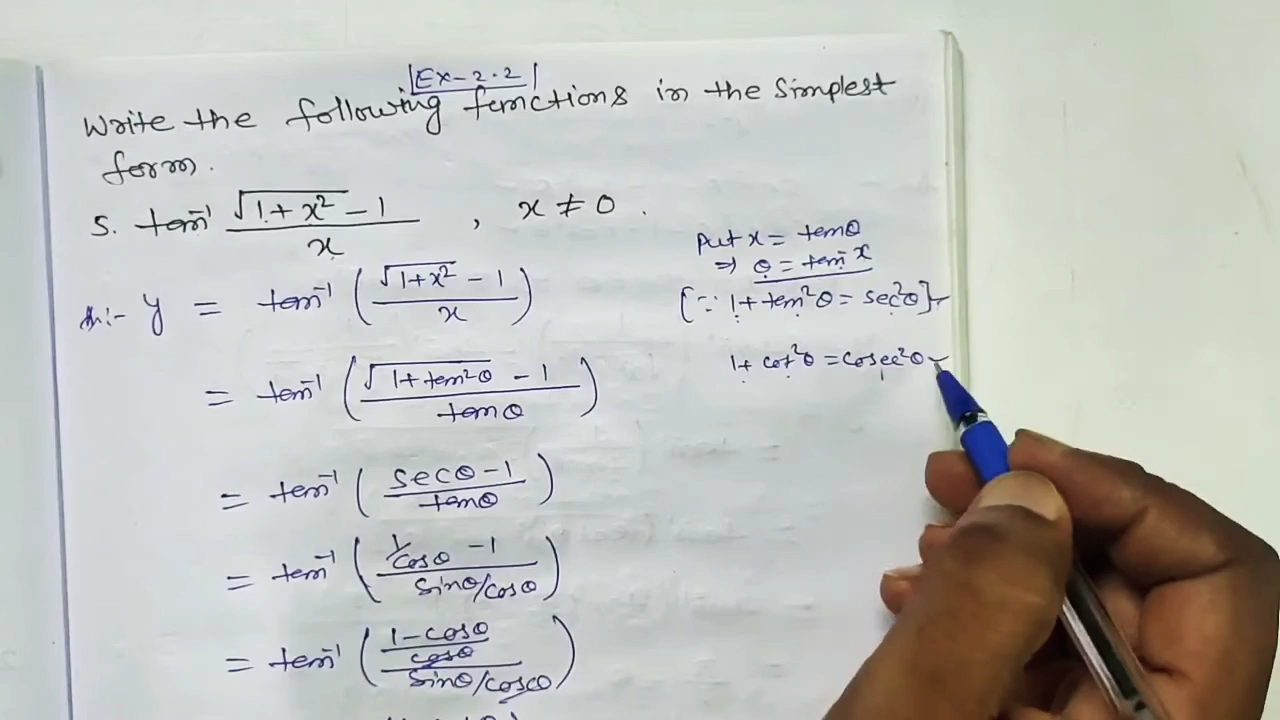 |Ex-2.2|
Write the following functions in the simplest
form.
5. tan⁻¹ (√(1+x²) - 1)/x , x ≠ 0.
Put x = tanθ
⇒ θ = tan⁻¹x
[∵ 1+tan²θ = sec²θ]
1+cot²θ = cosec²θ
y = tan⁻¹((√(1+x²) - 1)/x)
= tan⁻¹((√(1+tan²θ) - 1)/tanθ)
= tan⁻¹((secθ-1)/tanθ)
= tan⁻¹((1/cosθ - 1)/(sinθ/cosθ))
= tan⁻¹(((1-cosθ)/cosθ)/(sinθ/cosθ))